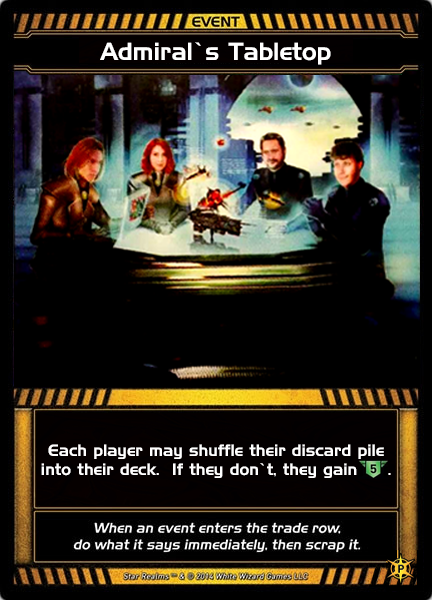 EVENT
Admiral`s Tabletop
Each player may shuffle their discard pile
into their deck. If they don`t, they gain 5.
When an event enters the trade row,
do what it says immediately, then scrap it.
Star Realms™ & © 2014 White Wizard Games LLC
P